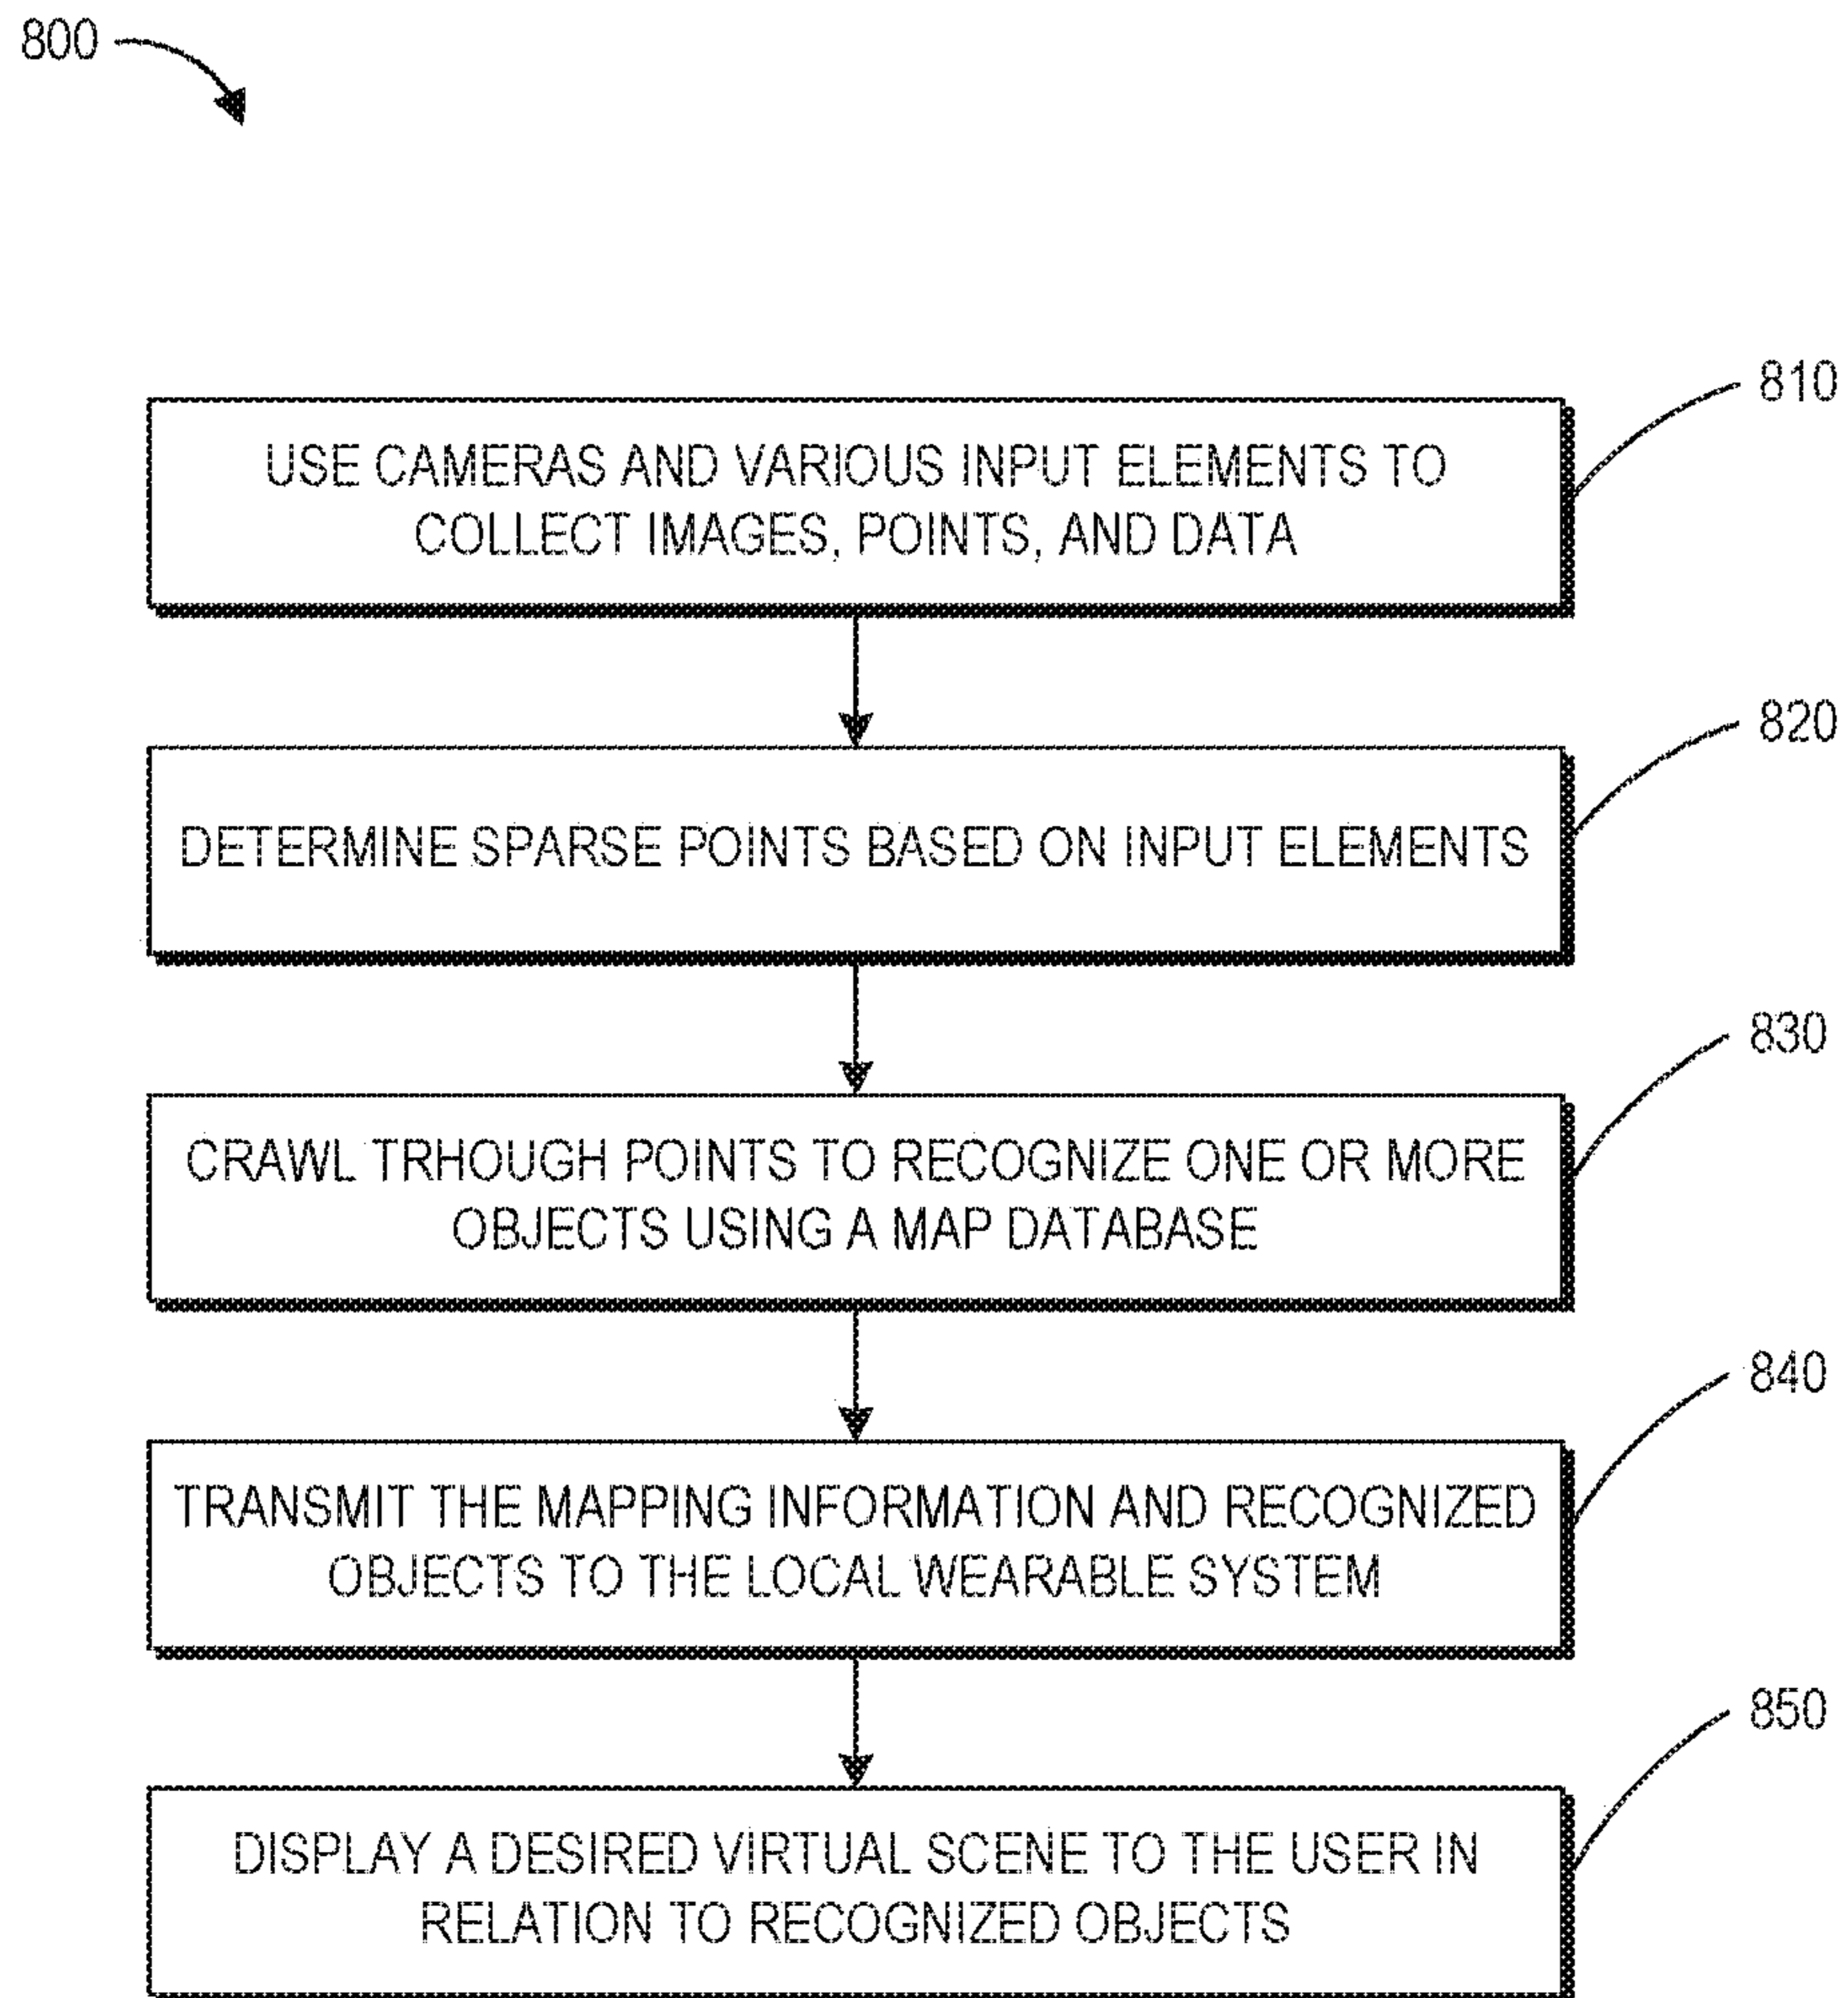 800
810
USE CAMERAS AND VARIOUS INPUT ELEMENTS TO
COLLECT IMAGES, POINTS, AND DATA
820
DETERMINE SPARSE POINTS BASED ON INPUT ELEMENTS
830
CRAWL TRHOUGH POINTS TO RECOGNIZE ONE OR MORE
OBJECTS USING A MAP DATABASE
840
TRANSMIT THE MAPPING INFORMATION AND RECOGNIZED
OBJECTS TO THE LOCAL WEARABLE SYSTEM
850
DISPLAY A DESIRED VIRTUAL SCENE TO THE USER IN
RELATION TO RECOGNIZED OBJECTS